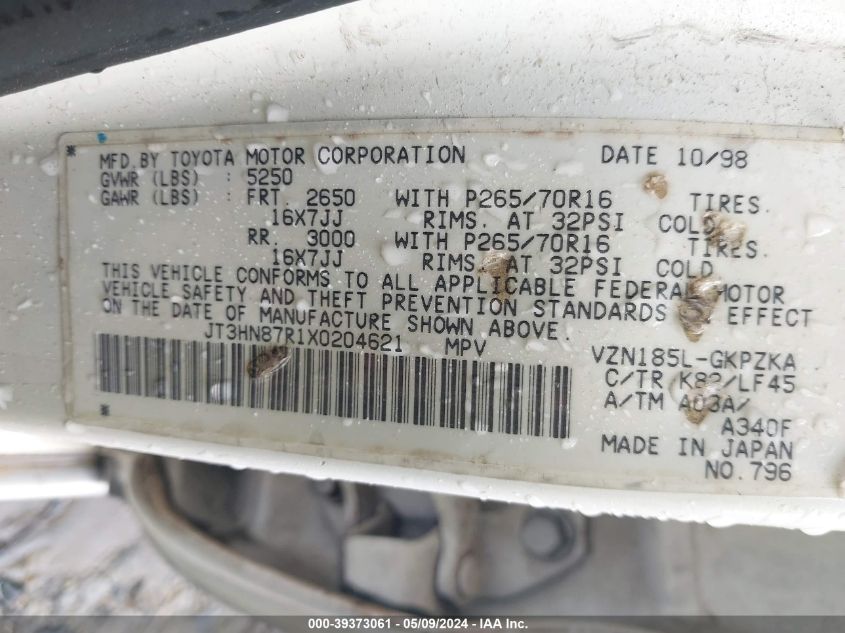 MFD. BY TOYOTA MOTOR CORPORATION DATE 10/98
GVWR (LBS) : 5250
GAWR (LBS) : FRT. 2650 WITH P265/70R16 TIRES.
16X7JJ RIMS. AT 32PSI COLD
RR. 3000 WITH P265/70R16 TIRES.
16X7JJ RIMS. AT 32PSI COLD
THIS VEHICLE CONFORMS TO ALL APPLICABLE FEDERAL MOTOR
VEHICLE SAFETY AND THEFT PREVENTION STANDARDS EFFECT
ON THE DATE OF MANUFACTURE SHOWN ABOVE.
JT3HN87R1X0204621 MPV VZN185L-GKPZKA
C/TR K82/LF45
A/TM A03A/
A340F
MADE IN JAPAN
NO. 796
000-39373061 - 05/09/2024 - IAA Inc.